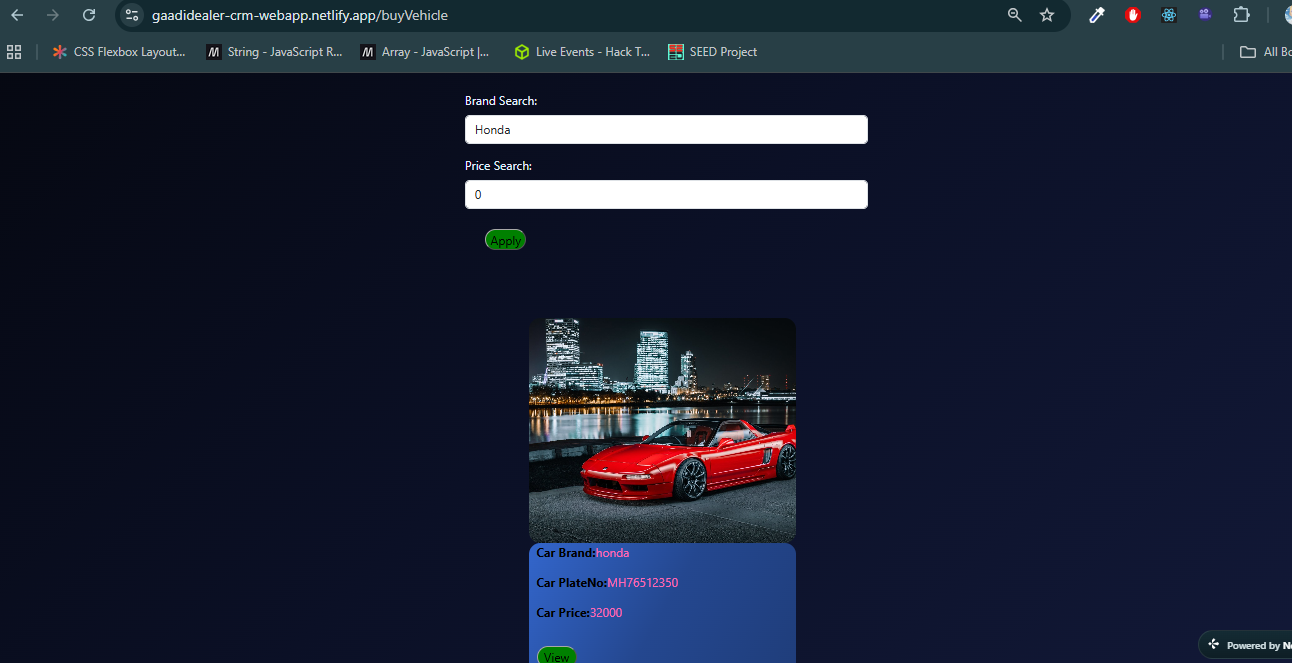 gaadidealer-crm-webapp.netlify.app/buyVehicle
CSS Flexbox Layout... String - JavaScript R... Array - JavaScript |... Live Events - Hack T... SEED Project All Bo
Brand Search:
Honda
Price Search:
0
Apply
Car Brand:honda
Car PlateNo:MH76512350
Car Price:32000
View
Powered by Ne